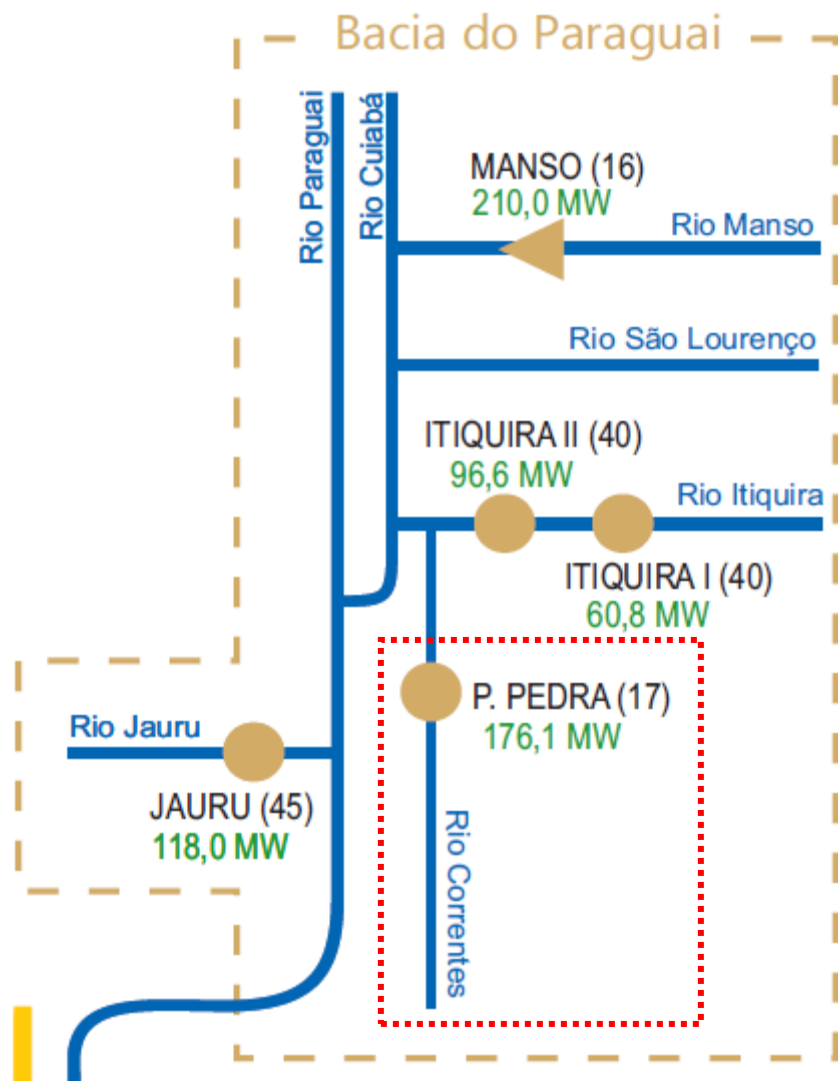 Bacia do Paraguai
Rio Paraguai
Rio Cuiabá
MANSO (16)
210,0 MW
Rio Manso
Rio São Lourenço
ITIQUIRA II (40)
96,6 MW
Rio Itiquira
ITIQUIRA I (40)
60,8 MW
P. PEDRA (17)
176,1 MW
Rio Jauru
JAURU (45)
118,0 MW
Rio Correntes